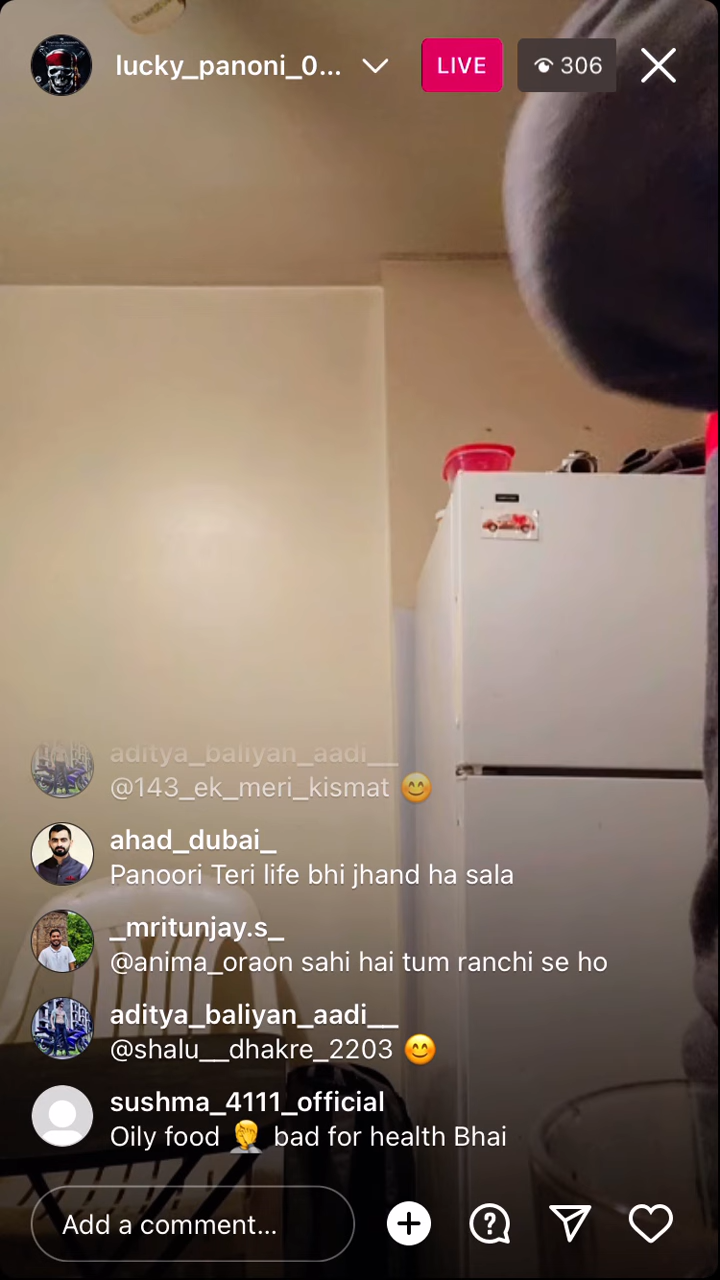 lucky_panoni_0...
LIVE
306
aditya_baliyan_aadi__
@143_ek_meri_kismat 😊
ahad_dubai_
Panoori Teri life bhi jhand ha sala
_mritunjay.s_
@anima_oraon sahi hai tum ranchi se ho
aditya_baliyan_aadi__
@shalu__dhakre_2203 😊
sushma_4111_official
Oily food 🤦 bad for health Bhai
Add a comment...